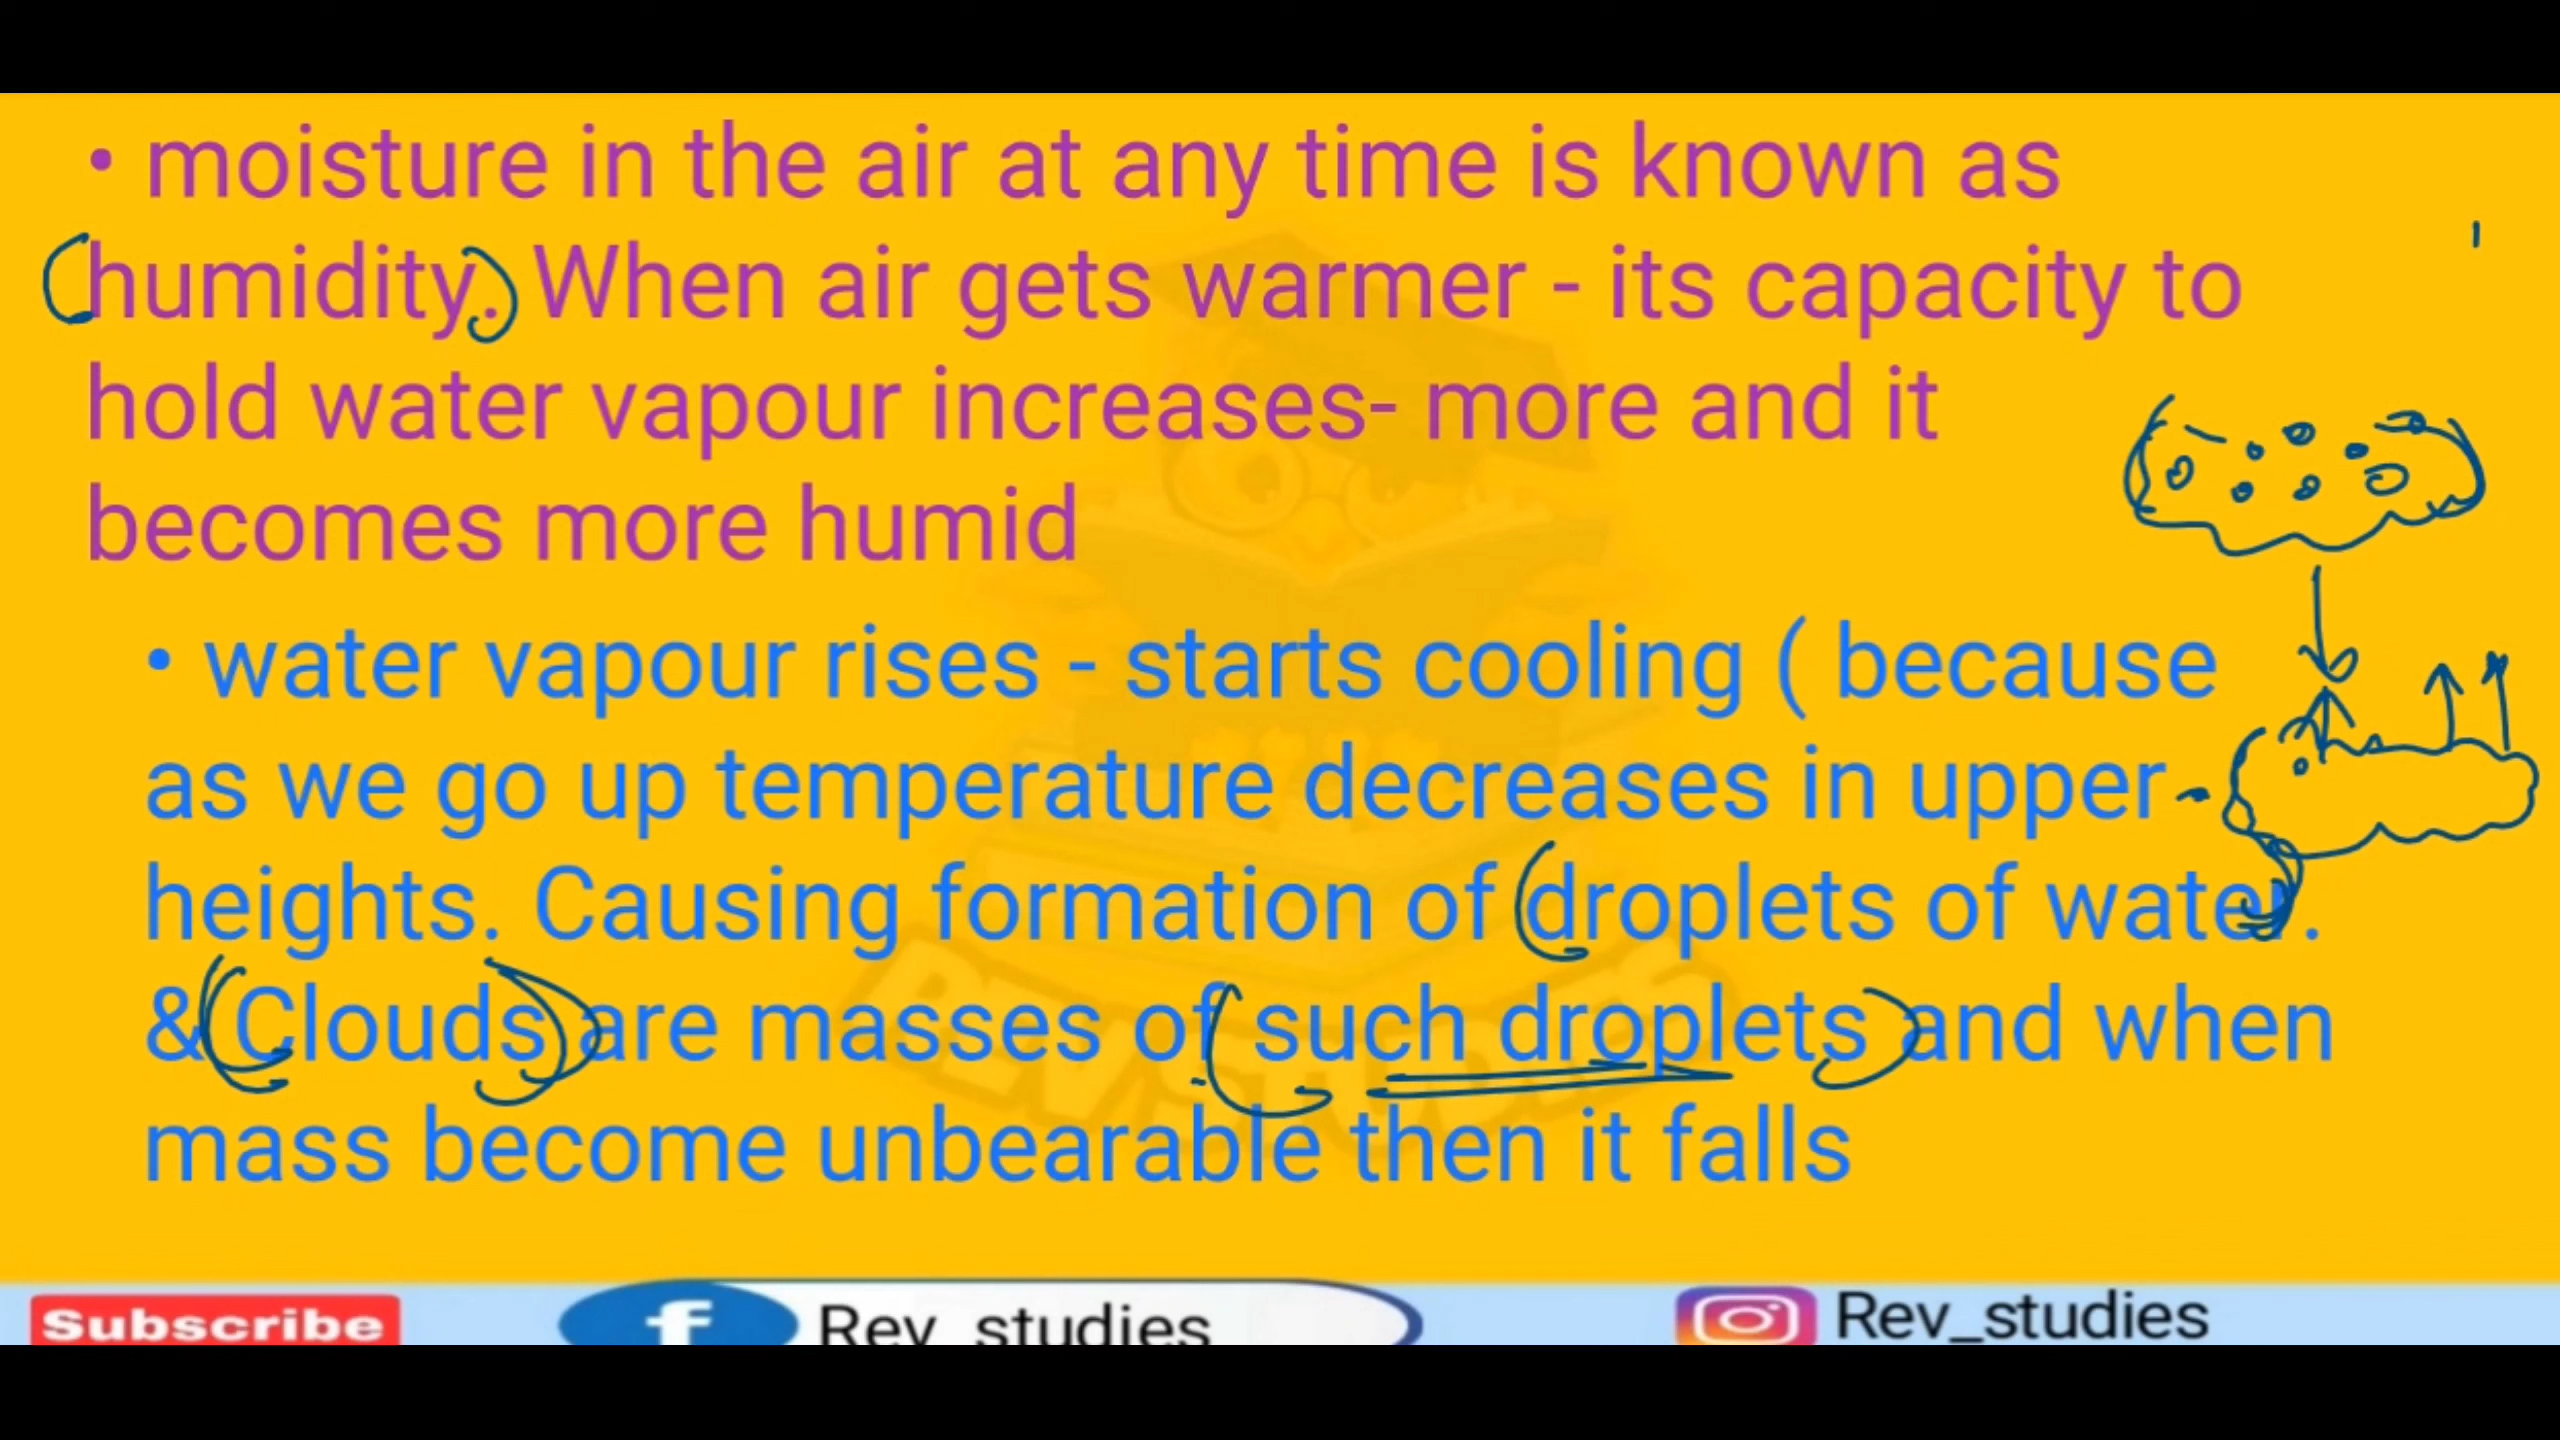 • moisture in the air at any time is known as
humidity. When air gets warmer - its capacity to
hold water vapour increases- more and it
becomes more humid
• water vapour rises - starts cooling ( because
as we go up temperature decreases in upper
heights. Causing formation of droplets of water.
& Clouds are masses of such droplets and when
mass become unbearable then it falls
REV STUDIES
Subscribe
f Rev_studies
Rev_studies